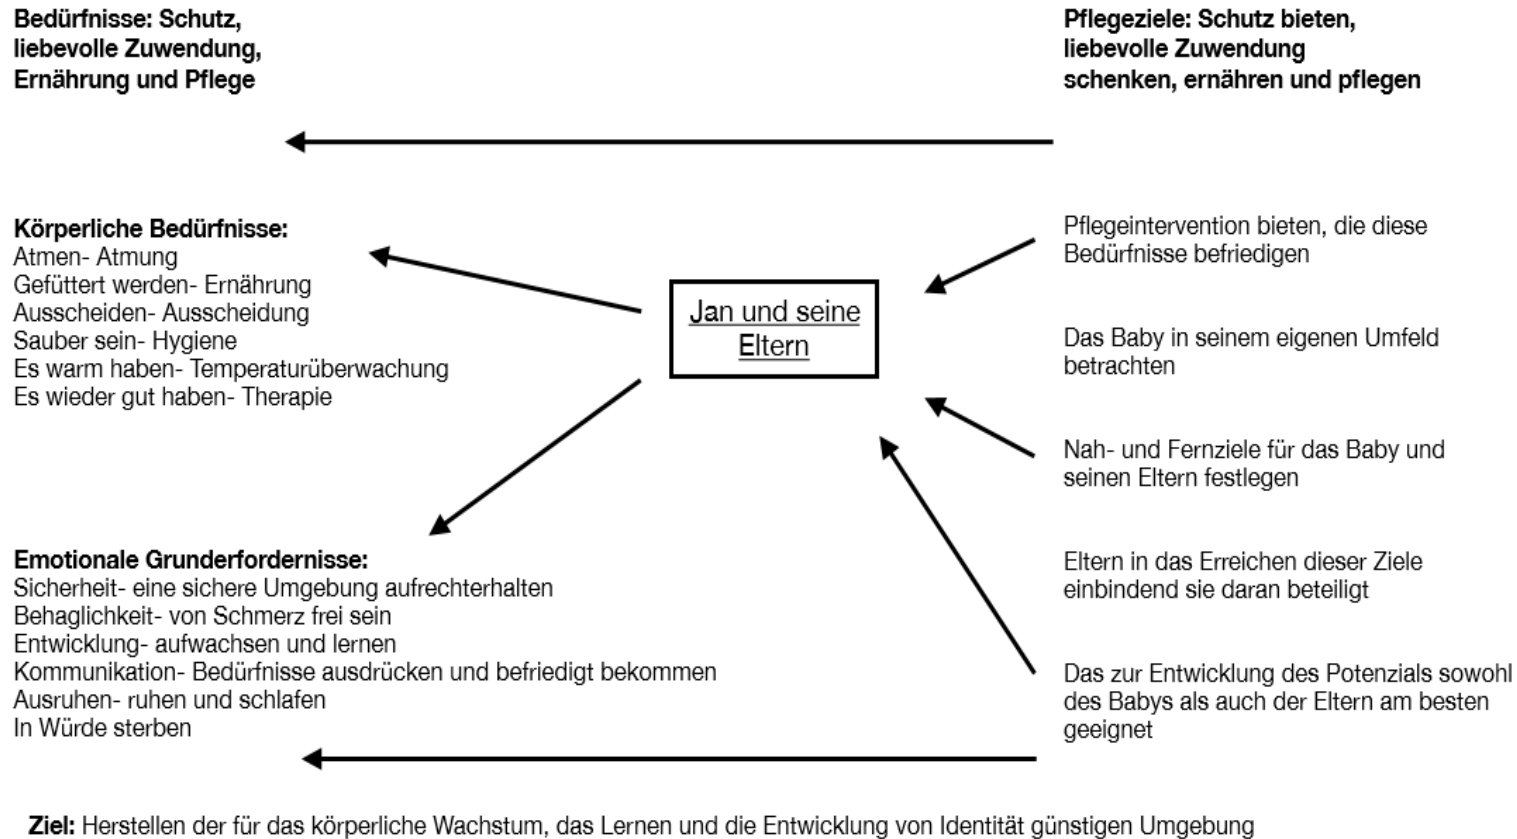 Bedürfnisse: Schutz,
liebevolle Zuwendung,
Ernährung und Pflege
Pflegeziele: Schutz bieten,
liebevolle Zuwendung
schenken, ernähren und pflegen
Körperliche Bedürfnisse:
Atmen- Atmung
Gefüttert werden- Ernährung
Ausscheiden- Ausscheidung
Sauber sein- Hygiene
Es warm haben- Temperaturüberwachung
Es wieder gut haben- Therapie
Jan und seine
Eltern
Pflegeintervention bieten, die diese
Bedürfnisse befriedigen
Das Baby in seinem eigenen Umfeld
betrachten
Nah- und Fernziele für das Baby und
seinen Eltern festlegen
Eltern in das Erreichen dieser Ziele
einbindend sie daran beteiligt
Das zur Entwicklung des Potenzials sowohl
des Babys als auch der Eltern am besten
geeignet
Emotionale Grunderfordernisse:
Sicherheit- eine sichere Umgebung aufrechterhalten
Behaglichkeit- von Schmerz frei sein
Entwicklung- aufwachsen und lernen
Kommunikation- Bedürfnisse ausdrücken und befriedigt bekommen
Ausruhen- ruhen und schlafen
In Würde sterben
Ziel: Herstellen der für das körperliche Wachstum, das Lernen und die Entwicklung von Identität günstigen Umgebung